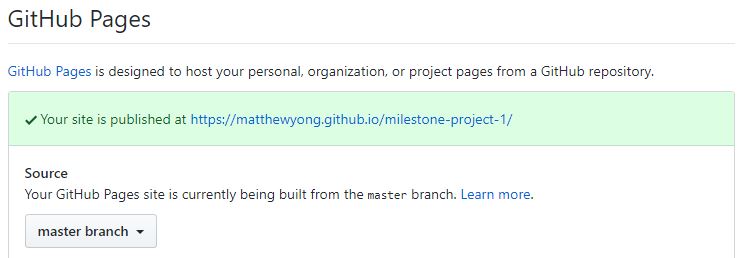 GitHub Pages
GitHub Pages is designed to host your personal, organization, or project pages from a GitHub repository.
✔ Your site is published at https://matthewyong.github.io/milestone-project-1/
Source
Your GitHub Pages site is currently being built from the master branch. Learn more.
master branch